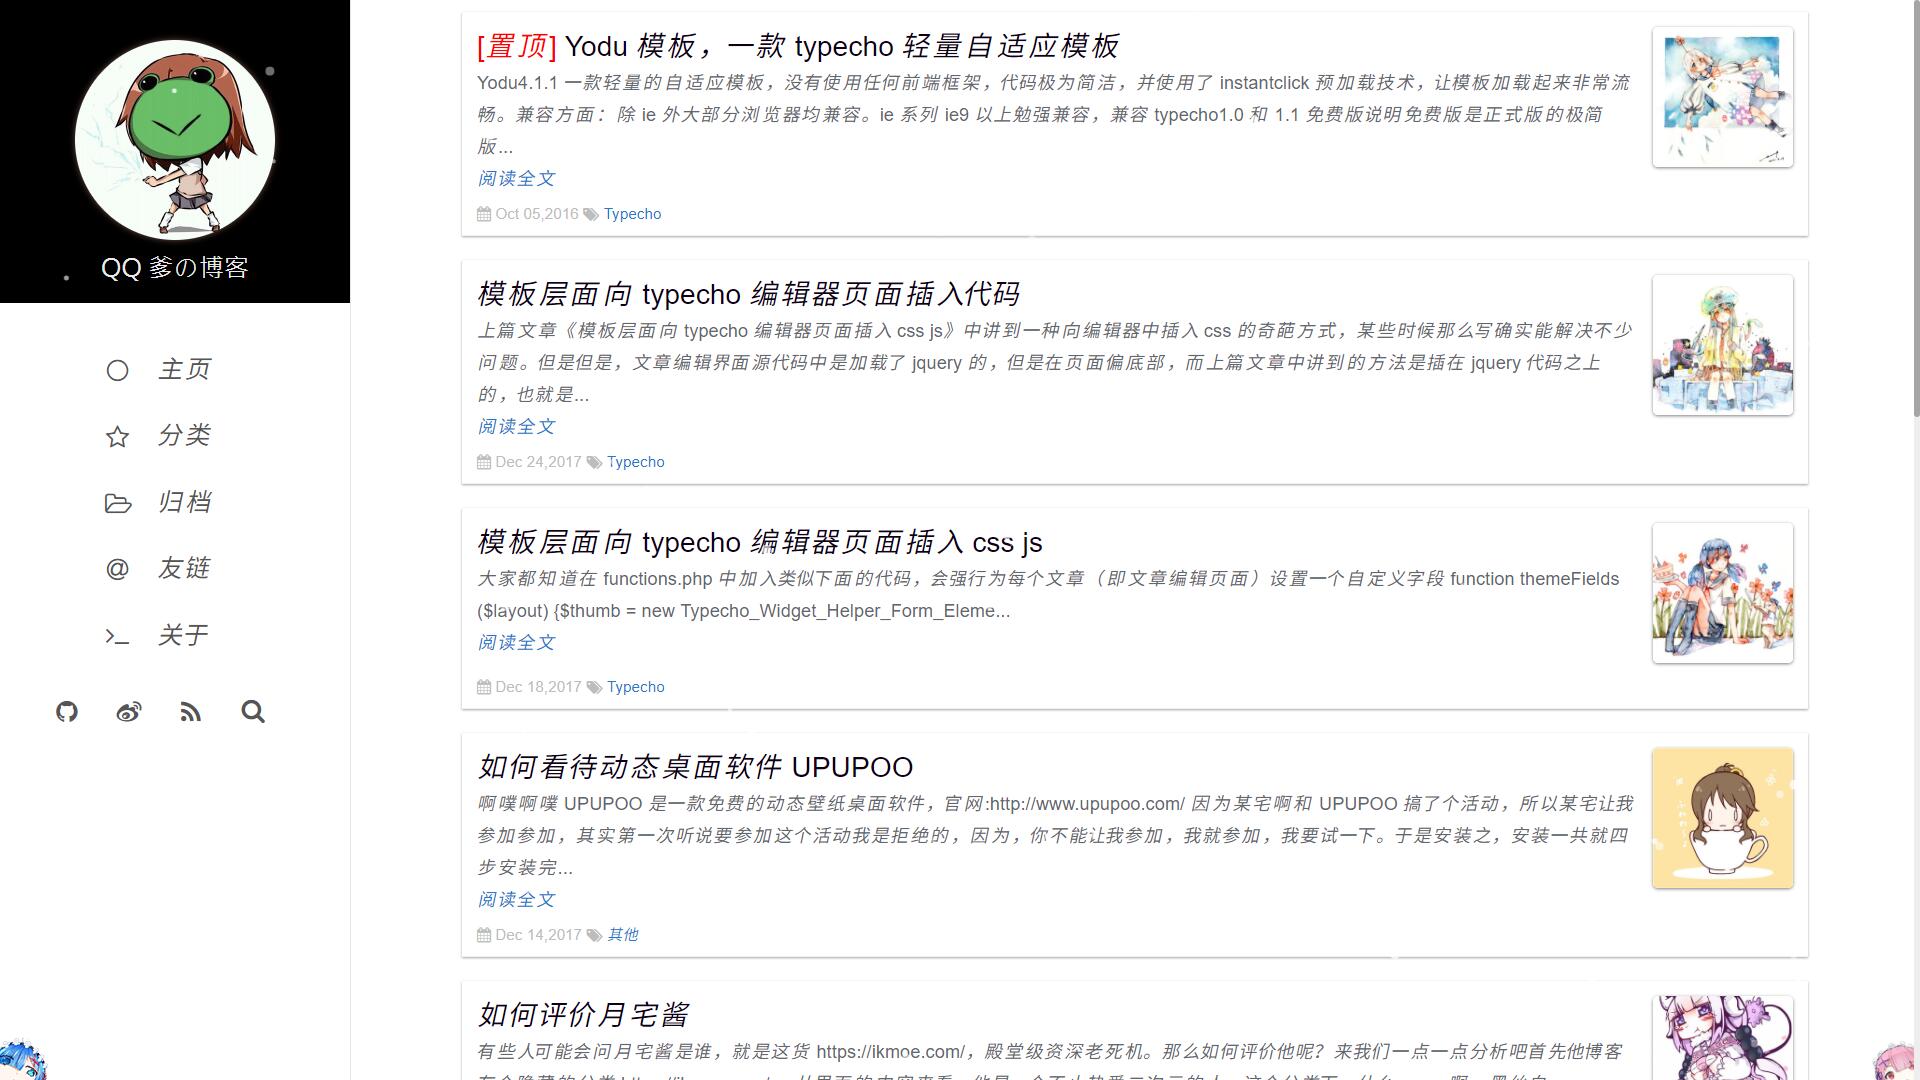 QQ 爹の博客
主页
分类
归档
友链
关于
[置顶] Yodu 模板，一款 typecho 轻量自适应模板
Yodu4.1.1 一款轻量的自适应模板，没有使用任何前端框架，代码极为简洁，并使用了 instantclick 预加载技术，让模板加载起来非常流
畅。兼容方面：除 ie 外大部分浏览器均兼容。ie 系列 ie9 以上勉强兼容，兼容 typecho1.0 和 1.1 免费版说明免费版是正式版的极简
版...
阅读全文
Oct 05,2016 Typecho
模板层面向 typecho 编辑器页面插入代码
上篇文章《模板层面向 typecho 编辑器页面插入 css js》中讲到一种向编辑器中插入 css 的奇葩方式，某些时候那么写确实能解决不少
问题。但是但是，文章编辑界面源代码中是加载了 jquery 的，但是在页面偏底部，而上篇文章中讲到的方法是插在 jquery 代码之上
的，也就是...
阅读全文
Dec 24,2017 Typecho
模板层面向 typecho 编辑器页面插入 css js
大家都知道在 functions.php 中加入类似下面的代码，会强行为每个文章（即文章编辑页面）设置一个自定义字段 function themeFields
($layout) {$thumb = new Typecho_Widget_Helper_Form_Eleme...
阅读全文
Dec 18,2017 Typecho
如何看待动态桌面软件 UPUPOO
啊噗啊噗 UPUPOO 是一款免费的动态壁纸桌面软件，官网:http://www.upupoo.com/ 因为某宅啊和 UPUPOO 搞了个活动，所以某宅让我
参加参加，其实第一次听说要参加这个活动我是拒绝的，因为，你不能让我参加，我就参加，我要试一下。于是安装之，安装一共就四
步安装完...
阅读全文
Dec 14,2017 其他
如何评价月宅酱
有些人可能会问月宅酱是谁，就是这货 https://ikmoe.com/，殿堂级资深老死机。那么如何评价他呢？来我们一点一点分析吧首先他博客